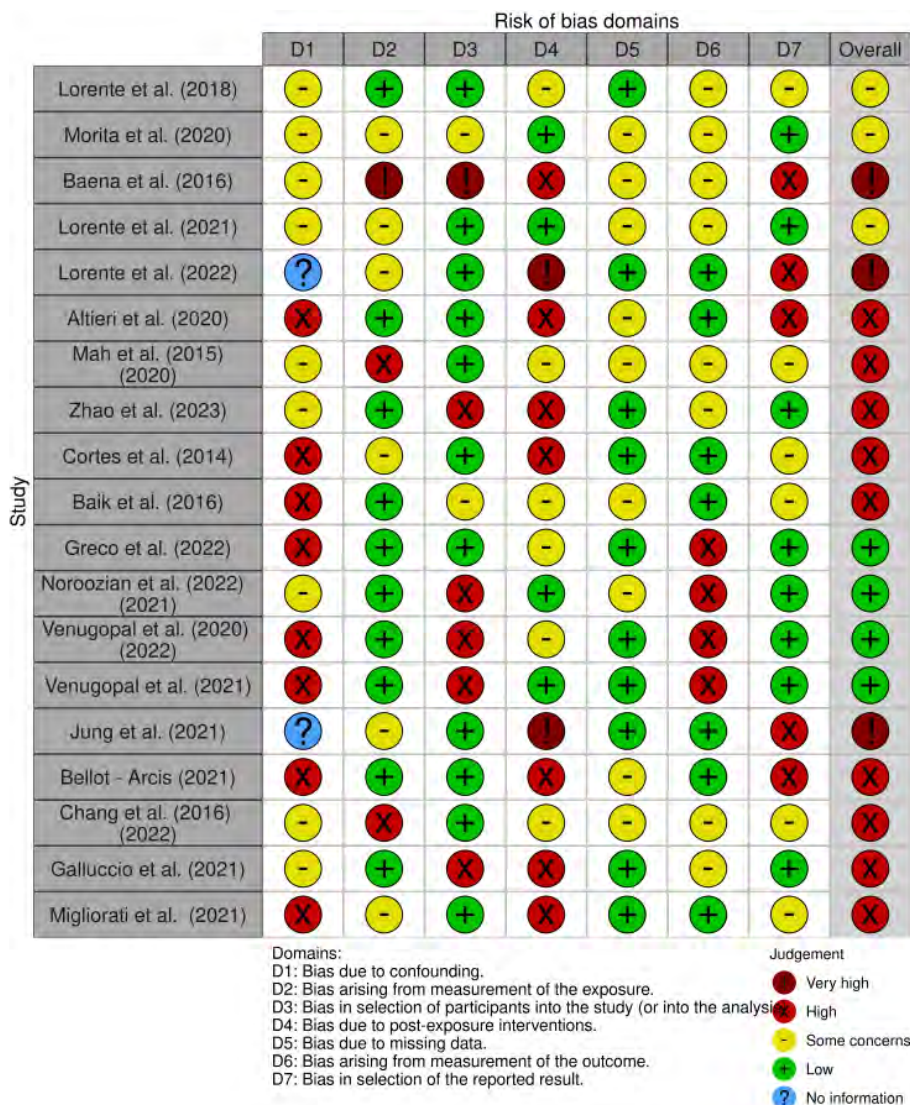 Risk of bias domains
D1 D2 D3 D4 D5 D6 D7 Overall
Study
Lorente et al. (2018) - + + - + - - -
Morita et al. (2020) - - - + - - + -
Baena et al. (2016) - ! ! X - - X !
Lorente et al. (2021) - - + + - - + -
Lorente et al. (2022) ? - + ! + + X !
Altieri et al. (2020) X + + X - + X X
Mah et al. (2015)
(2020) - X + - - - - X
Zhao et al. (2023) - + X X + - + X
Cortes et al. (2014) X - + X + + - X
Baik et al. (2016) X + - - - + - X
Greco et al. (2022) X + + - + X + +
Noroozian et al. (2022)
(2021) - + X + - X + +
Venugopal et al. (2020)
(2022) X + X - + X + +
Venugopal et al. (2021) X + X + + X + +
Jung et al. (2021) ? - + ! + + X !
Bellot - Arcis (2021) X + + X - + X X
Chang et al. (2016)
(2022) - X + - - - - X
Galluccio et al. (2021) - + X X + - + X
Migliorati et al. (2021) X - + X + + - X
Domains:
D1: Bias due to confounding.
D2: Bias arising from measurement of the exposure.
D3: Bias in selection of participants into the study (or into the analysis
D4: Bias due to post-exposure interventions.
D5: Bias due to missing data.
D6: Bias arising from measurement of the outcome.
D7: Bias in selection of the reported result.
Judgement
! Very high
X High
- Some concerns
+ Low
? No information